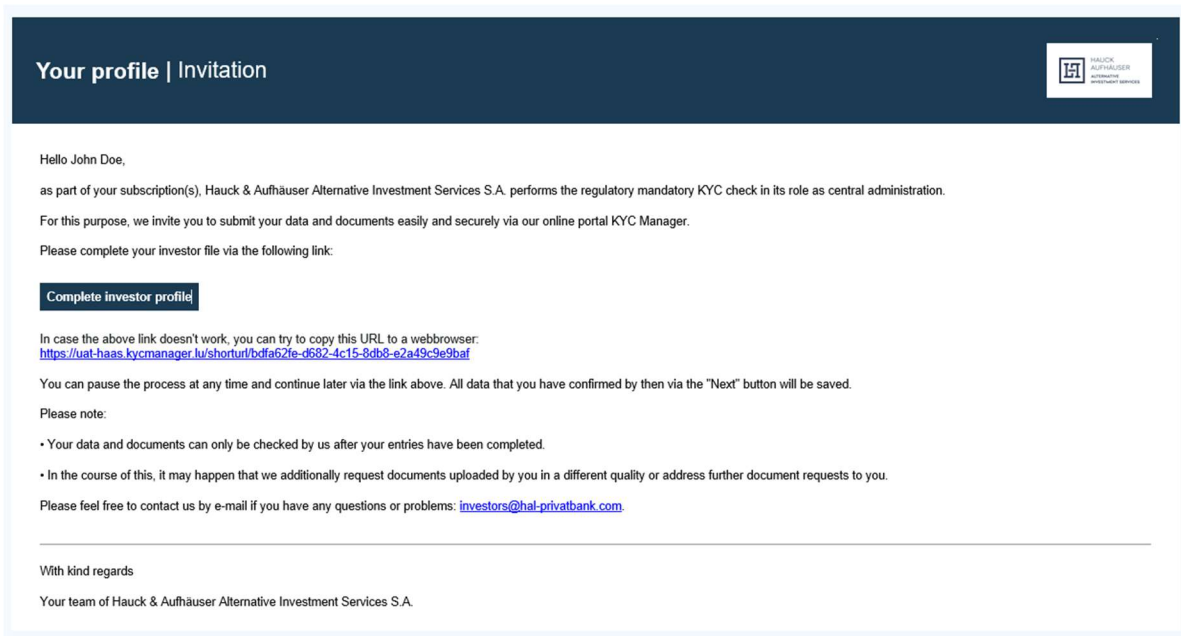 Your profile | Invitation
HAUCK
AUFHÄUSER
ALTERNATIVE
INVESTMENT SERVICES
Hello John Doe,
as part of your subscription(s), Hauck & Aufhäuser Alternative Investment Services S.A. performs the regulatory mandatory KYC check in its role as central administration.
For this purpose, we invite you to submit your data and documents easily and securely via our online portal KYC Manager.
Please complete your investor file via the following link:
Complete investor profile
In case the above link doesn't work, you can try to copy this URL to a webbrowser:
https://uat-haas.kycmanager.lu/shorturl/bdfa62fe-d682-4c15-8db8-e2a49c9e9baf
You can pause the process at any time and continue later via the link above. All data that you have confirmed by then via the "Next" button will be saved.
Please note:
• Your data and documents can only be checked by us after your entries have been completed.
• In the course of this, it may happen that we additionally request documents uploaded by you in a different quality or address further document requests to you.
Please feel free to contact us by e-mail if you have any questions or problems: investors@hal-privatbank.com.
With kind regards
Your team of Hauck & Aufhäuser Alternative Investment Services S.A.